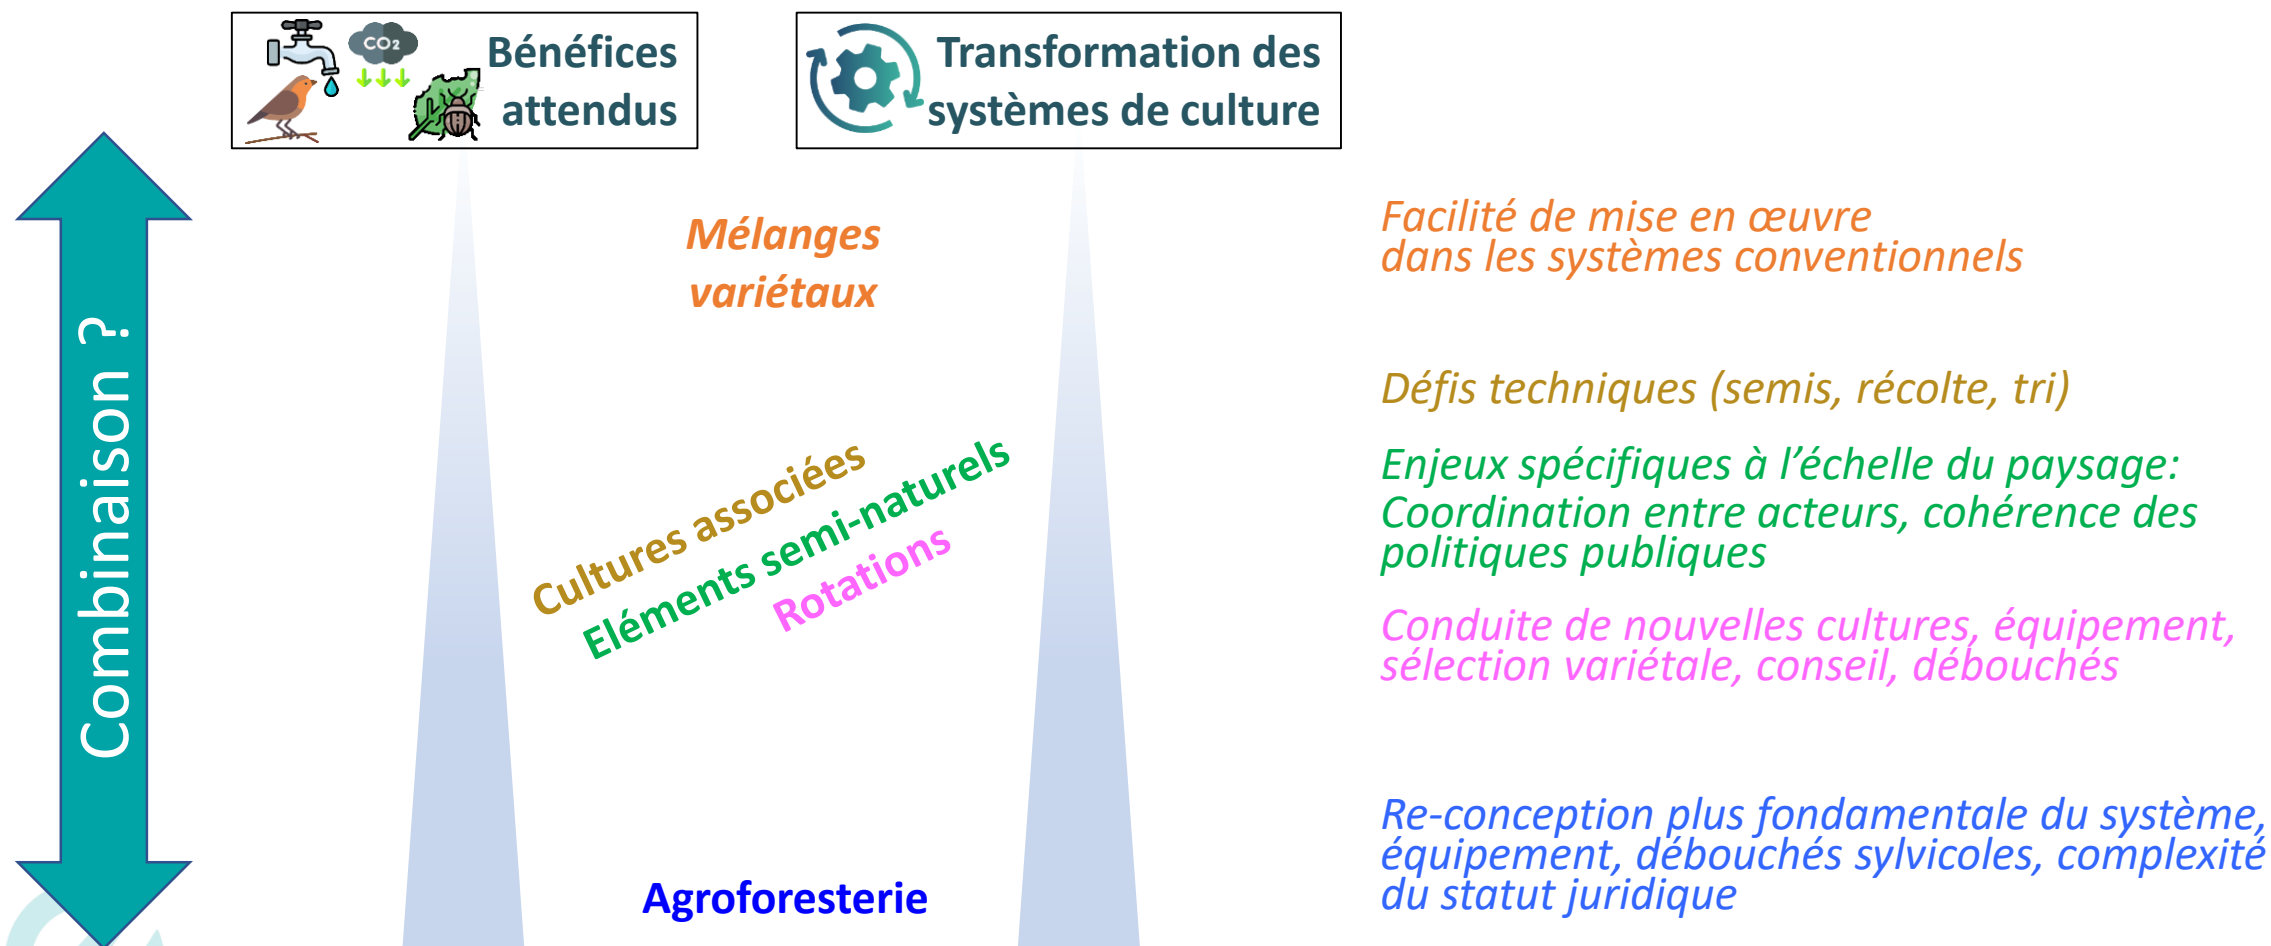 CO2
Bénéfices
attendus
Transformation des
systèmes de culture
Combinaison ?
Mélanges
variétaux
Facilité de mise en œuvre
dans les systèmes conventionnels
Cultures associées
Eléments semi-naturels
Rotations
Défis techniques (semis, récolte, tri)
Enjeux spécifiques à l’échelle du paysage:
Coordination entre acteurs, cohérence des
politiques publiques
Conduite de nouvelles cultures, équipement,
sélection variétale, conseil, débouchés
Agroforesterie
Re-conception plus fondamentale du système,
équipement, débouchés sylvicoles, complexité
du statut juridique